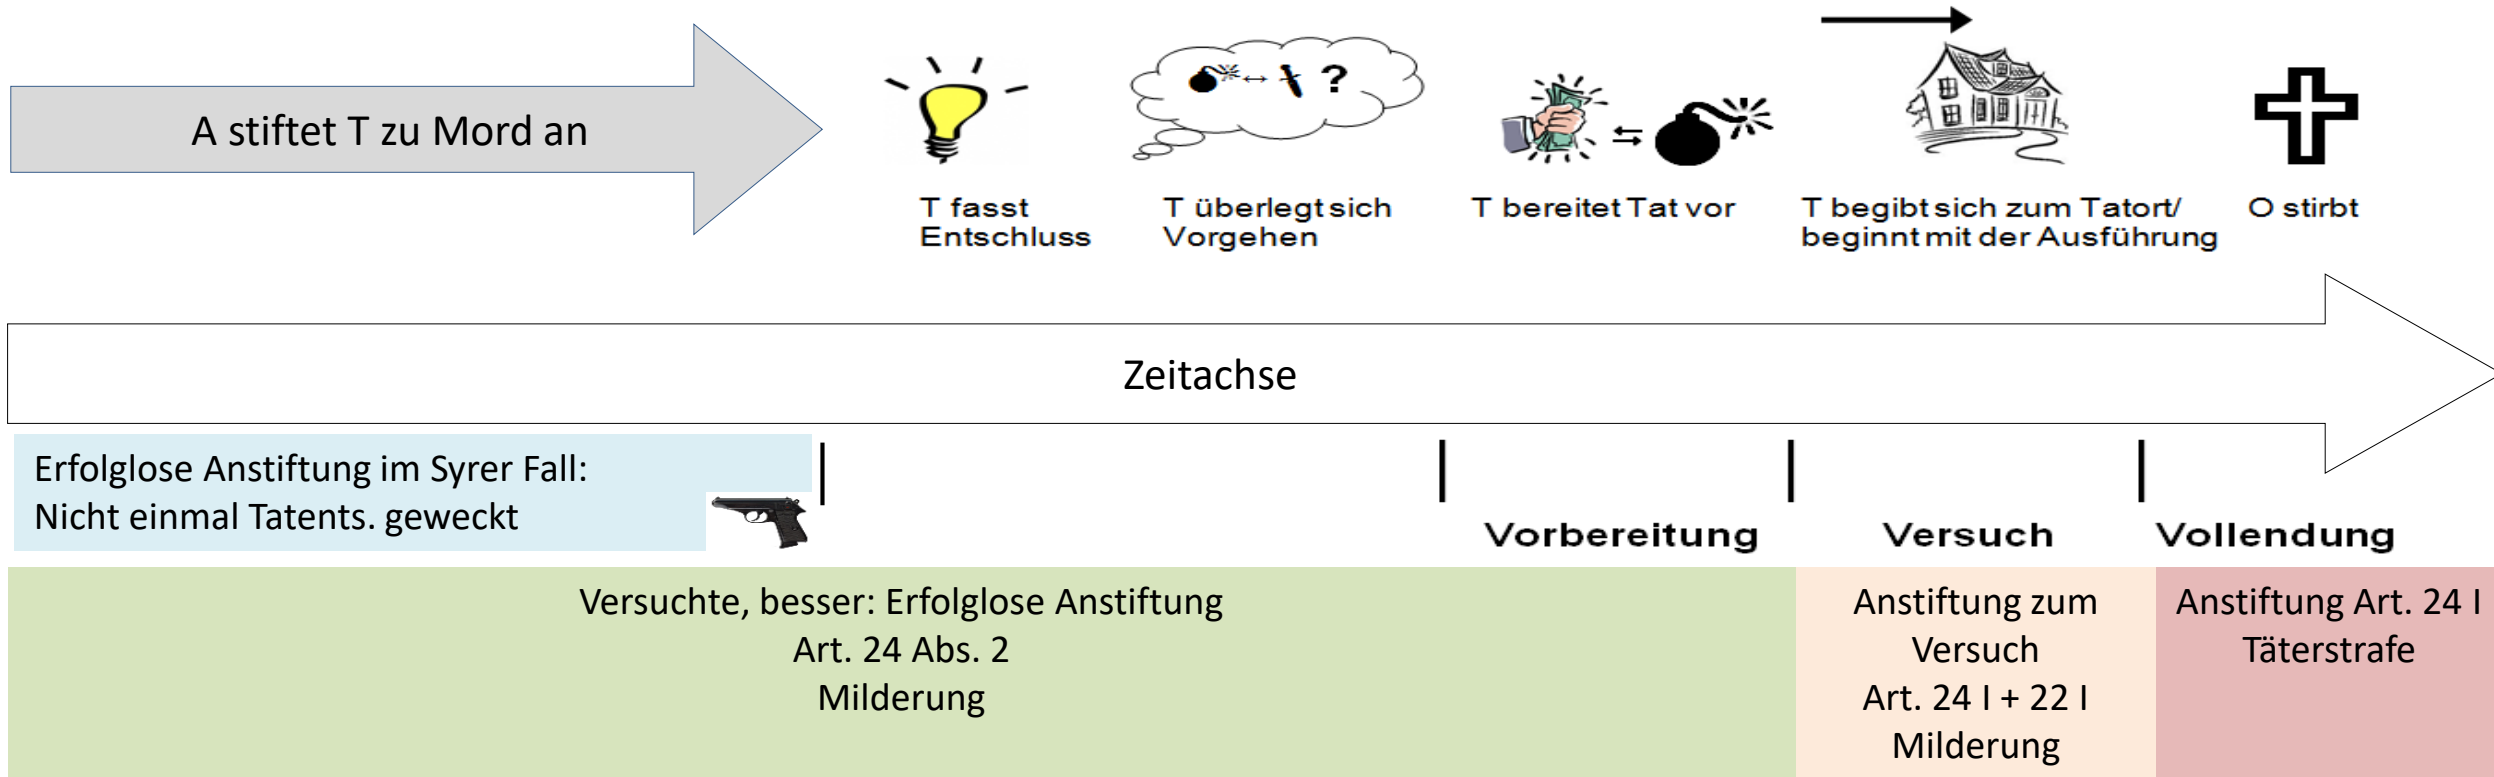 A stiftet T zu Mord an
?
T fasst
Entschluss
T überlegt sich
Vorgehen
T bereitet Tat vor
T begibt sich zum Tatort/
beginnt mit der Ausführung
O stirbt
Zeitachse
Erfolglose Anstiftung im Syrer Fall:
Nicht einmal Tatents. geweckt
Vorbereitung
Versuch
Vollendung
Versuchte, besser: Erfolglose Anstiftung
Art. 24 Abs. 2
Milderung
Anstiftung zum
Versuch
Art. 24 I + 22 I
Milderung
Anstiftung Art. 24 I
Täterstrafe